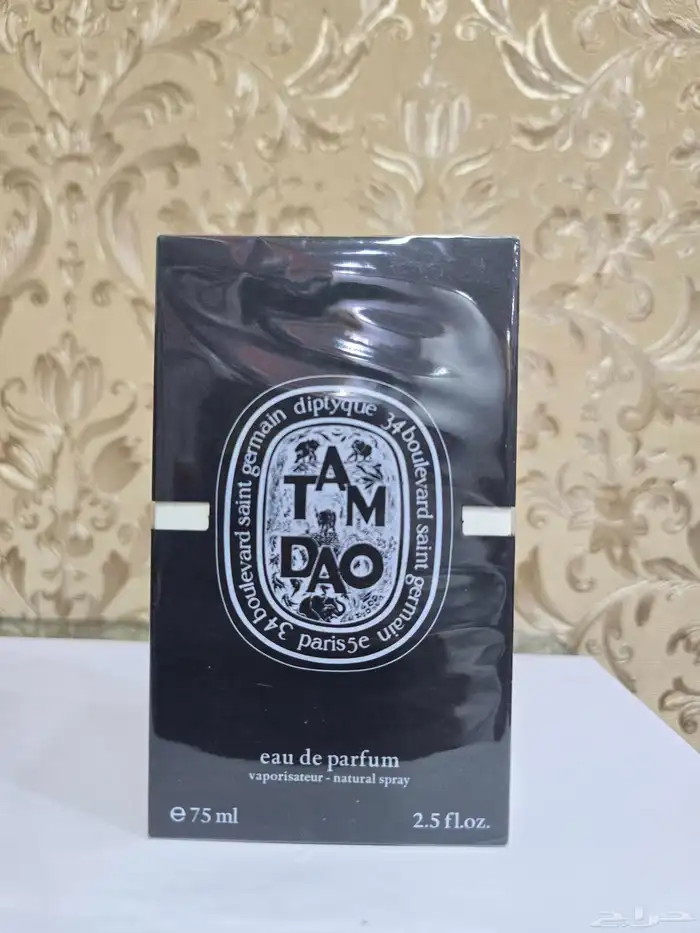 34 boulevard saint germain diptyque 34 boulevard saint germain
paris 5e
TAM
DAO
eau de parfum
vaporisateur - natural spray
e 75 ml
2.5 fl.oz.
حراج